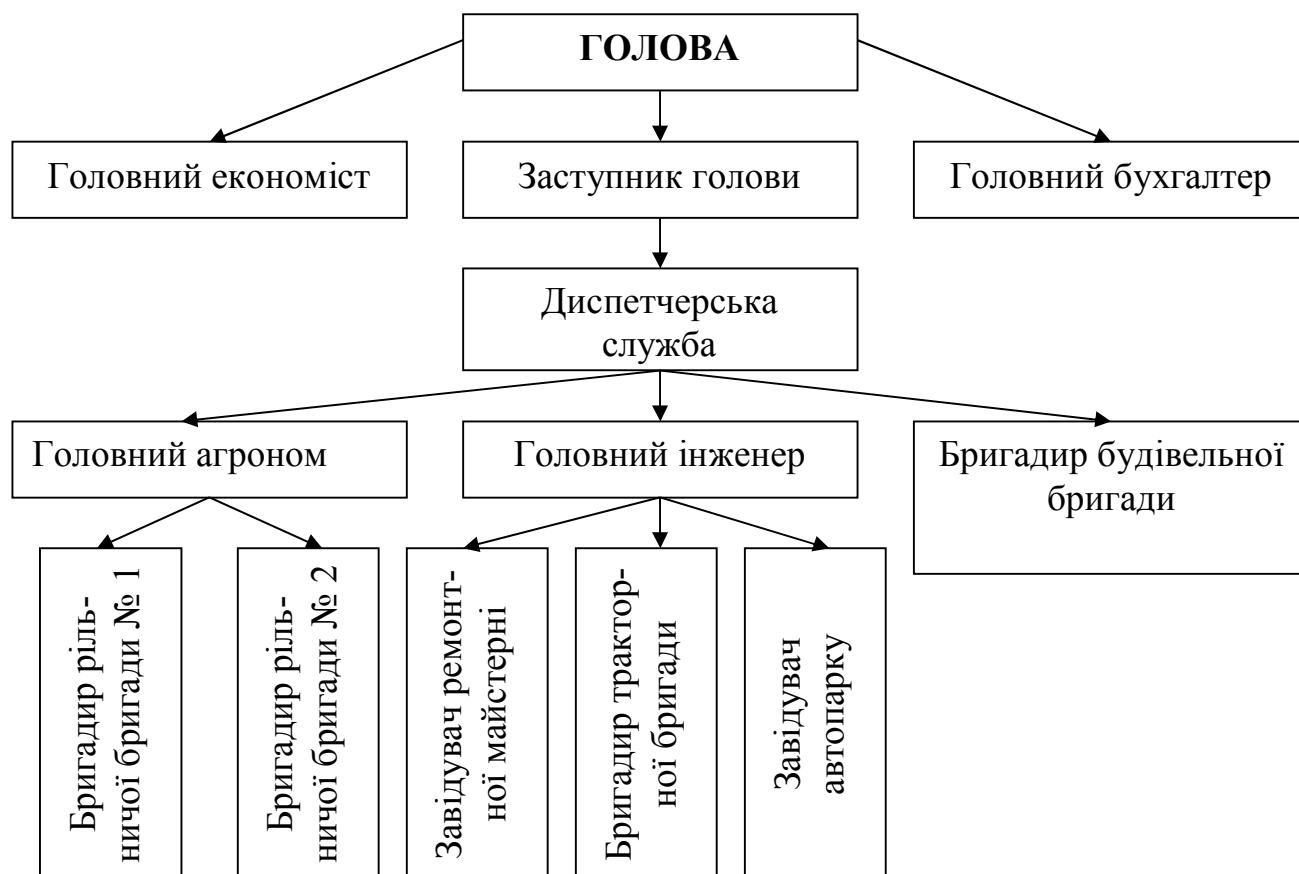 ГОЛОВА
Головний економіст
Заступник голови
Головний бухгалтер
Диспетчерська
служба
Головний агроном
Головний інженер
Бригадир будівельної
бригади
Бригадир ріль-
ничої бригади № 1
Бригадир ріль-
ничої бригади № 2
Завідувач ремонт-
ної майстерні
Бригадир трактор-
ної бригади
Завідувач
автопарку